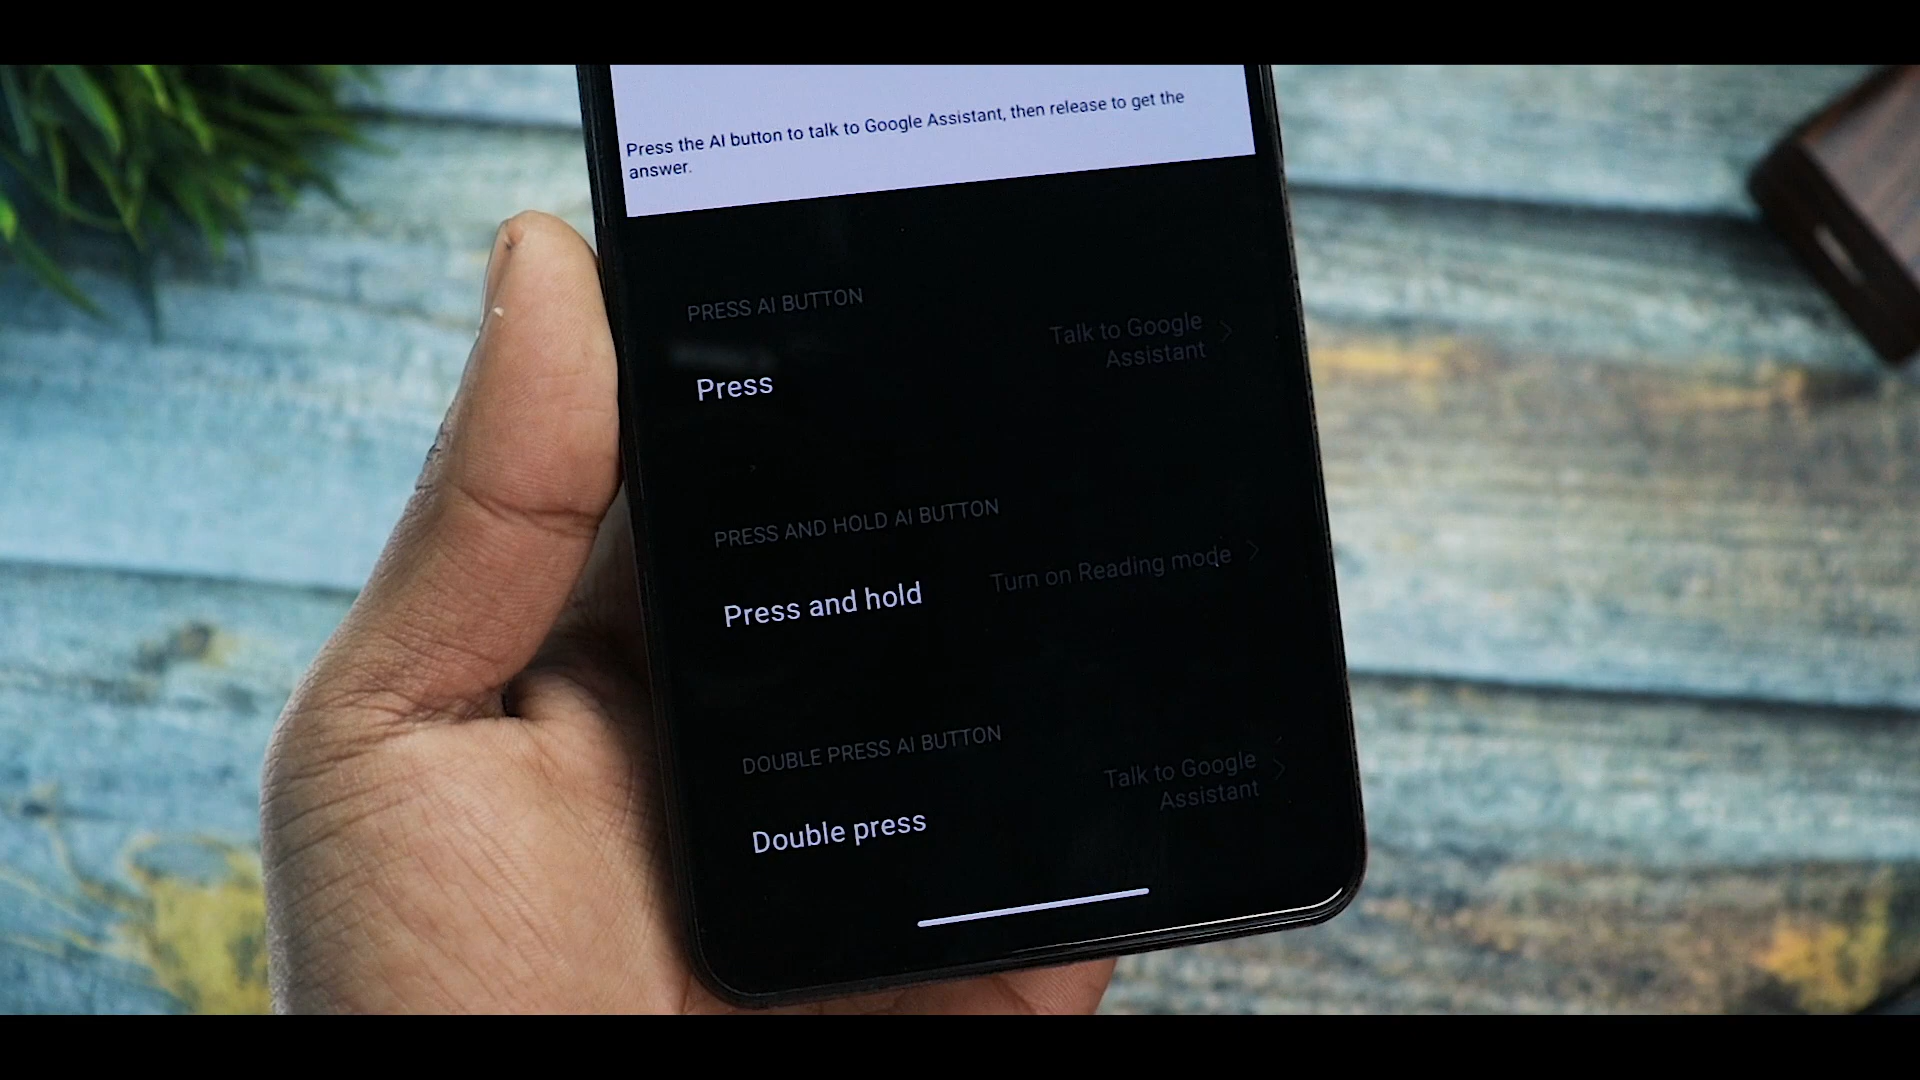 Press the AI button to talk to Google Assistant, then release to get the
answer.
PRESS AI BUTTON
Press
Talk to Google
Assistant
PRESS AND HOLD AI BUTTON
Press and hold
Turn on Reading mode
DOUBLE PRESS AI BUTTON
Double press
Talk to Google
Assistant